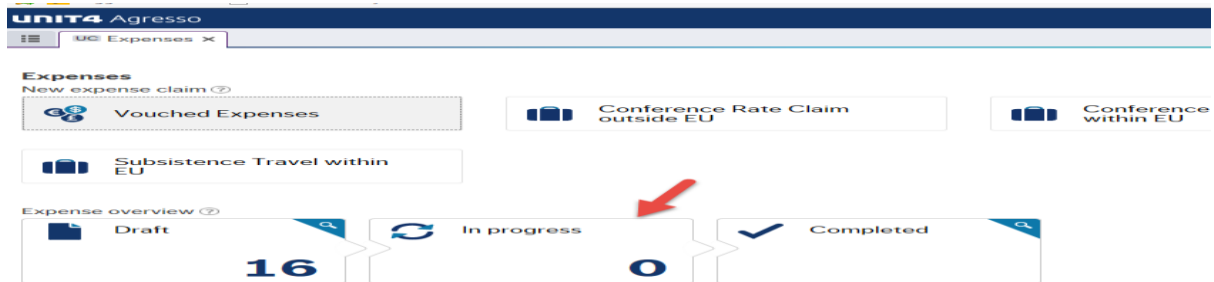 UNIT4 Agresso
UC Expenses ×
Expenses
New expense claim ?
Vouched Expenses
Conference Rate Claim
outside EU
Conference
within EU
Subsistence Travel within
EU
Expense overview ?
Draft
In progress
Completed
16
0